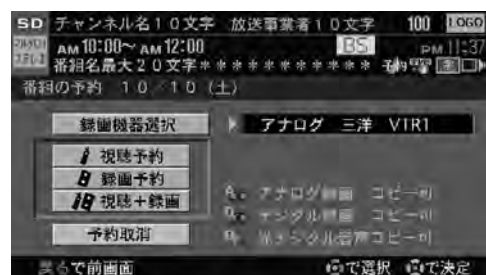 SD チャンネル名１０文字 放送事業者１０文字 100 LOGO
AM 10:00～ AM 12:00 BS PM 11:37
番組名最大２０文字＊＊＊＊＊＊＊＊＊＊ 予約
番組の予約 １０／１０（土）
録画機器選択 アナログ 三洋 VTR1
視聴予約
録画予約
視聴＋録画
アナログ録画 コピー可
デジタル録画 コピー可
光デジタル音声コピー可
予約取消
戻るで前画面 で選択 で決定